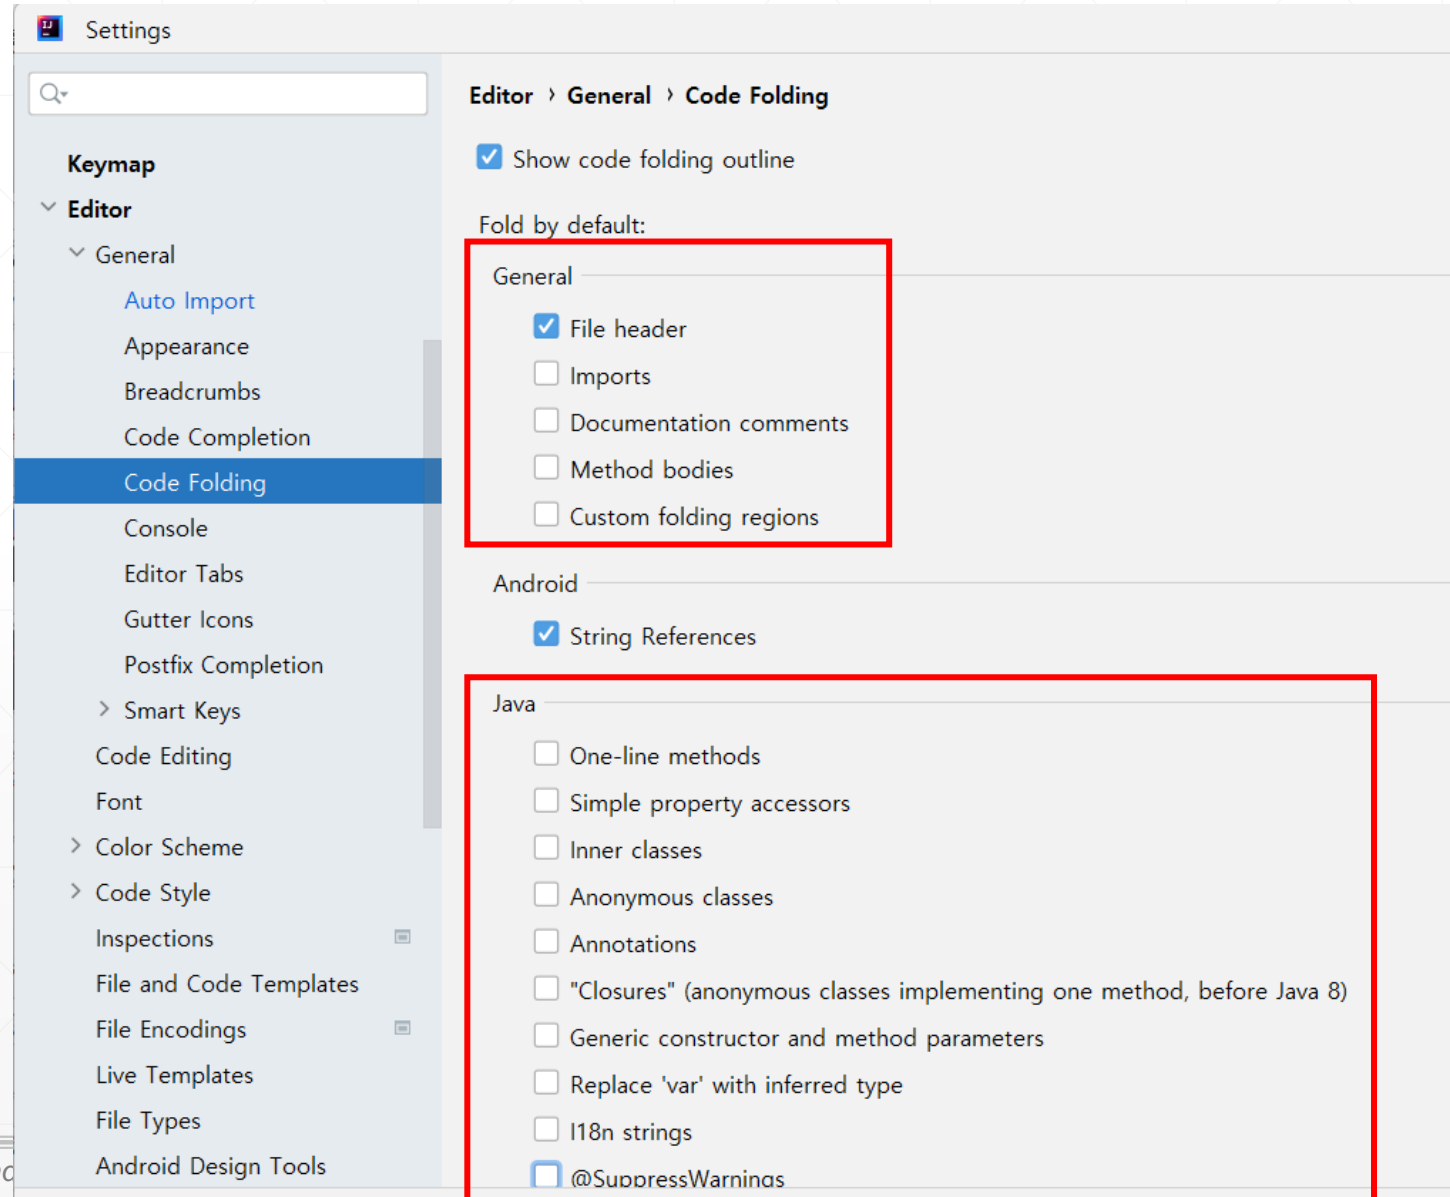 Settings
Keymap
Editor
General
Auto Import
Appearance
Breadcrumbs
Code Completion
Code Folding
Console
Editor Tabs
Gutter Icons
Postfix Completion
Smart Keys
Code Editing
Font
Color Scheme
Code Style
Inspections
File and Code Templates
File Encodings
Live Templates
File Types
Android Design Tools
Editor › General › Code Folding
Show code folding outline
Fold by default:
General
File header
Imports
Documentation comments
Method bodies
Custom folding regions
Android
String References
Java
One-line methods
Simple property accessors
Inner classes
Anonymous classes
Annotations
"Closures" (anonymous classes implementing one method, before Java 8)
Generic constructor and method parameters
Replace 'var' with inferred type
I18n strings
@SuppressWarnings